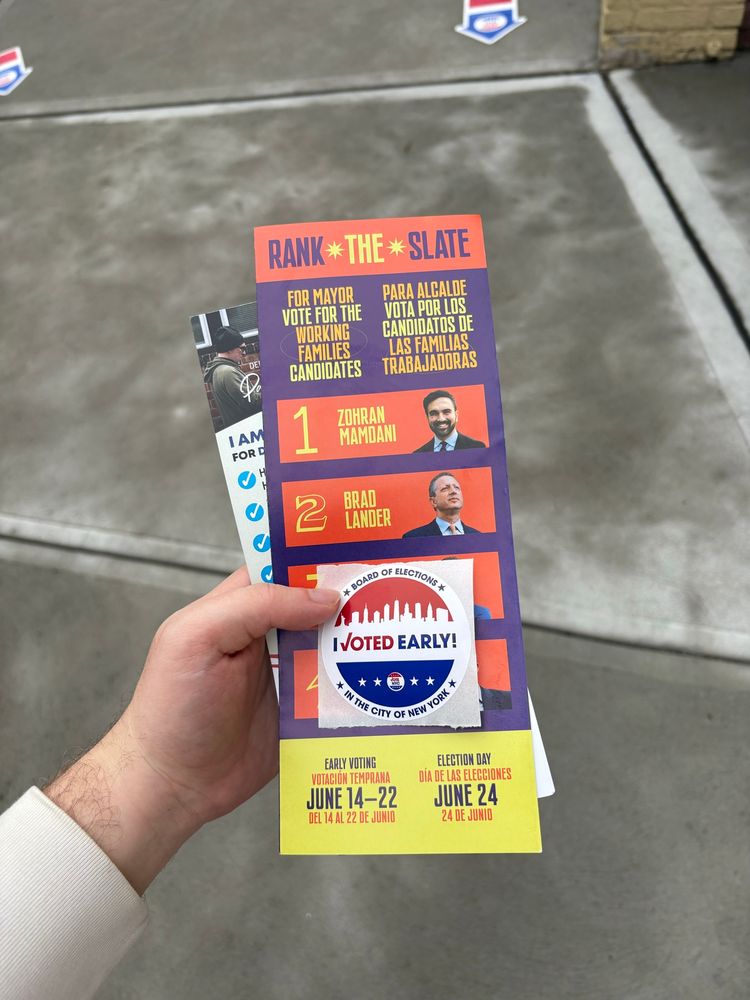 RANK THE SLATE
FOR MAYOR
VOTE FOR THE
WORKING
FAMILIES
CANDIDATES
PARA ALCALDE
VOTA POR LOS
CANDIDATOS DE
LAS FAMILIAS
TRABAJADORAS
1
ZOHRAN
MAMDANI
2
BRAD
LANDER
BOARD OF ELECTIONS
I VOTED EARLY!
IN THE CITY OF NEW YORK
EARLY VOTING
VOTACIÓN TEMPRANA
JUNE 14–22
DEL 14 AL 22 DE JUNIO
ELECTION DAY
DÍA DE LAS ELECCIONES
JUNE 24
24 DE JUNIO
I AM